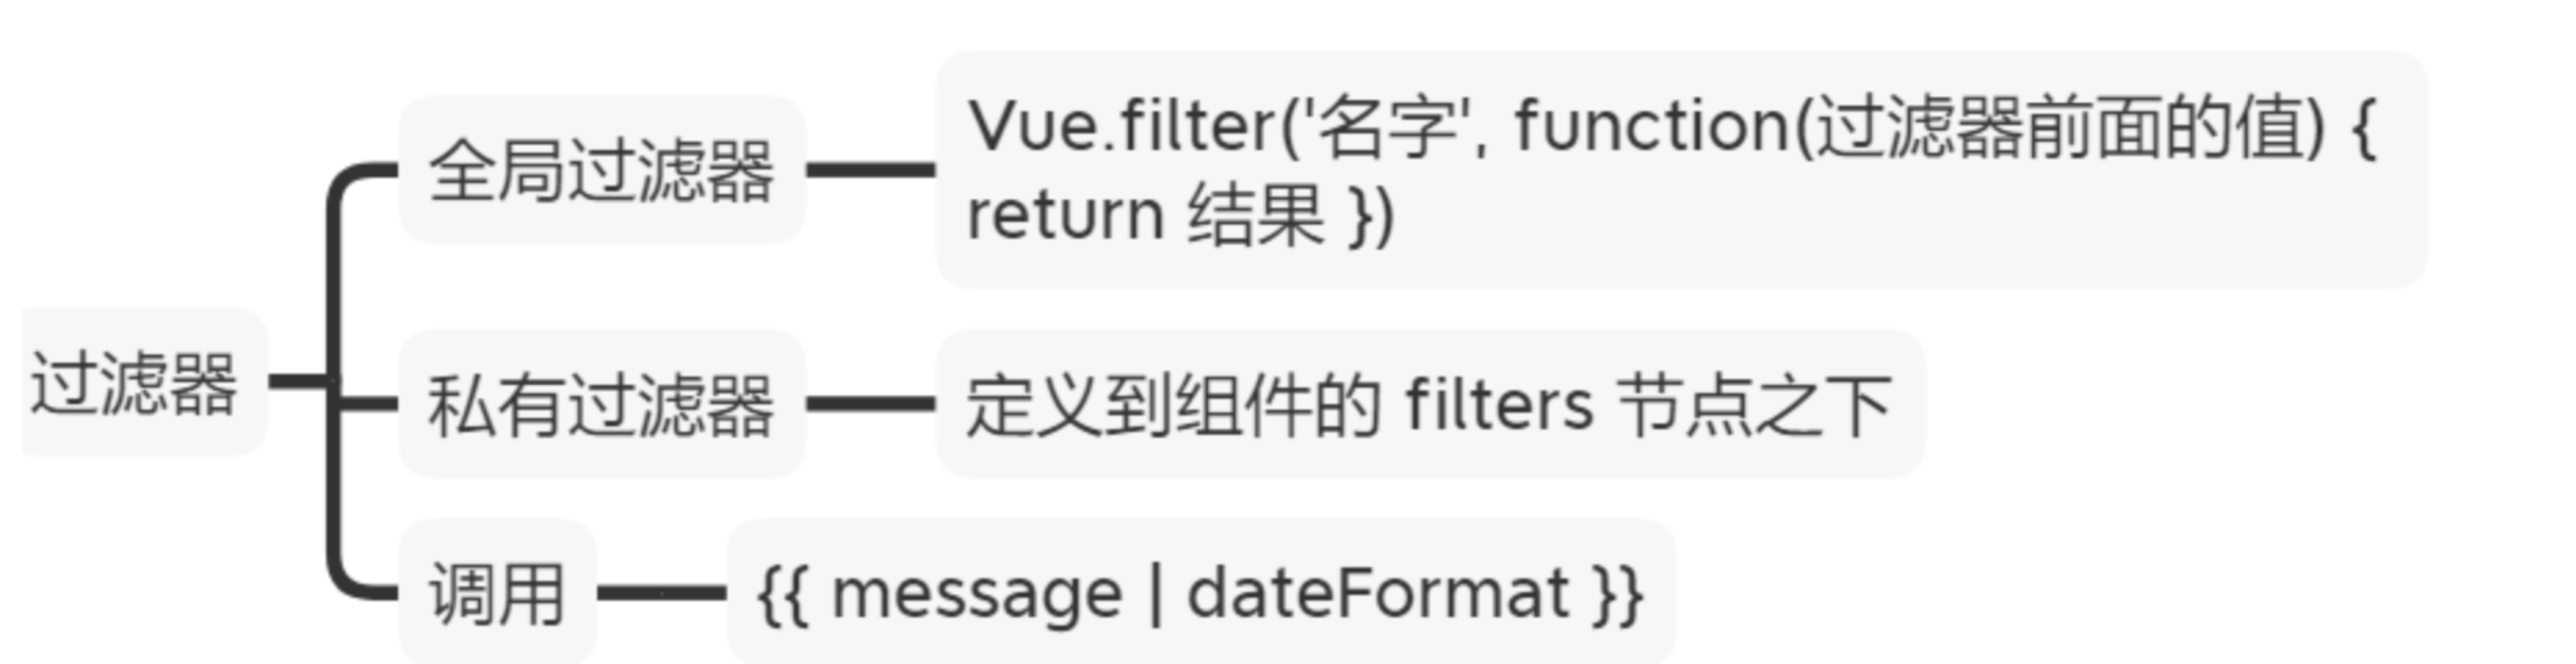 过滤器
全局过滤器
Vue.filter('名字', function(过滤器前面的值) {
return 结果 })
私有过滤器
定义到组件的 filters 节点之下
调用
{{ message | dateFormat }}